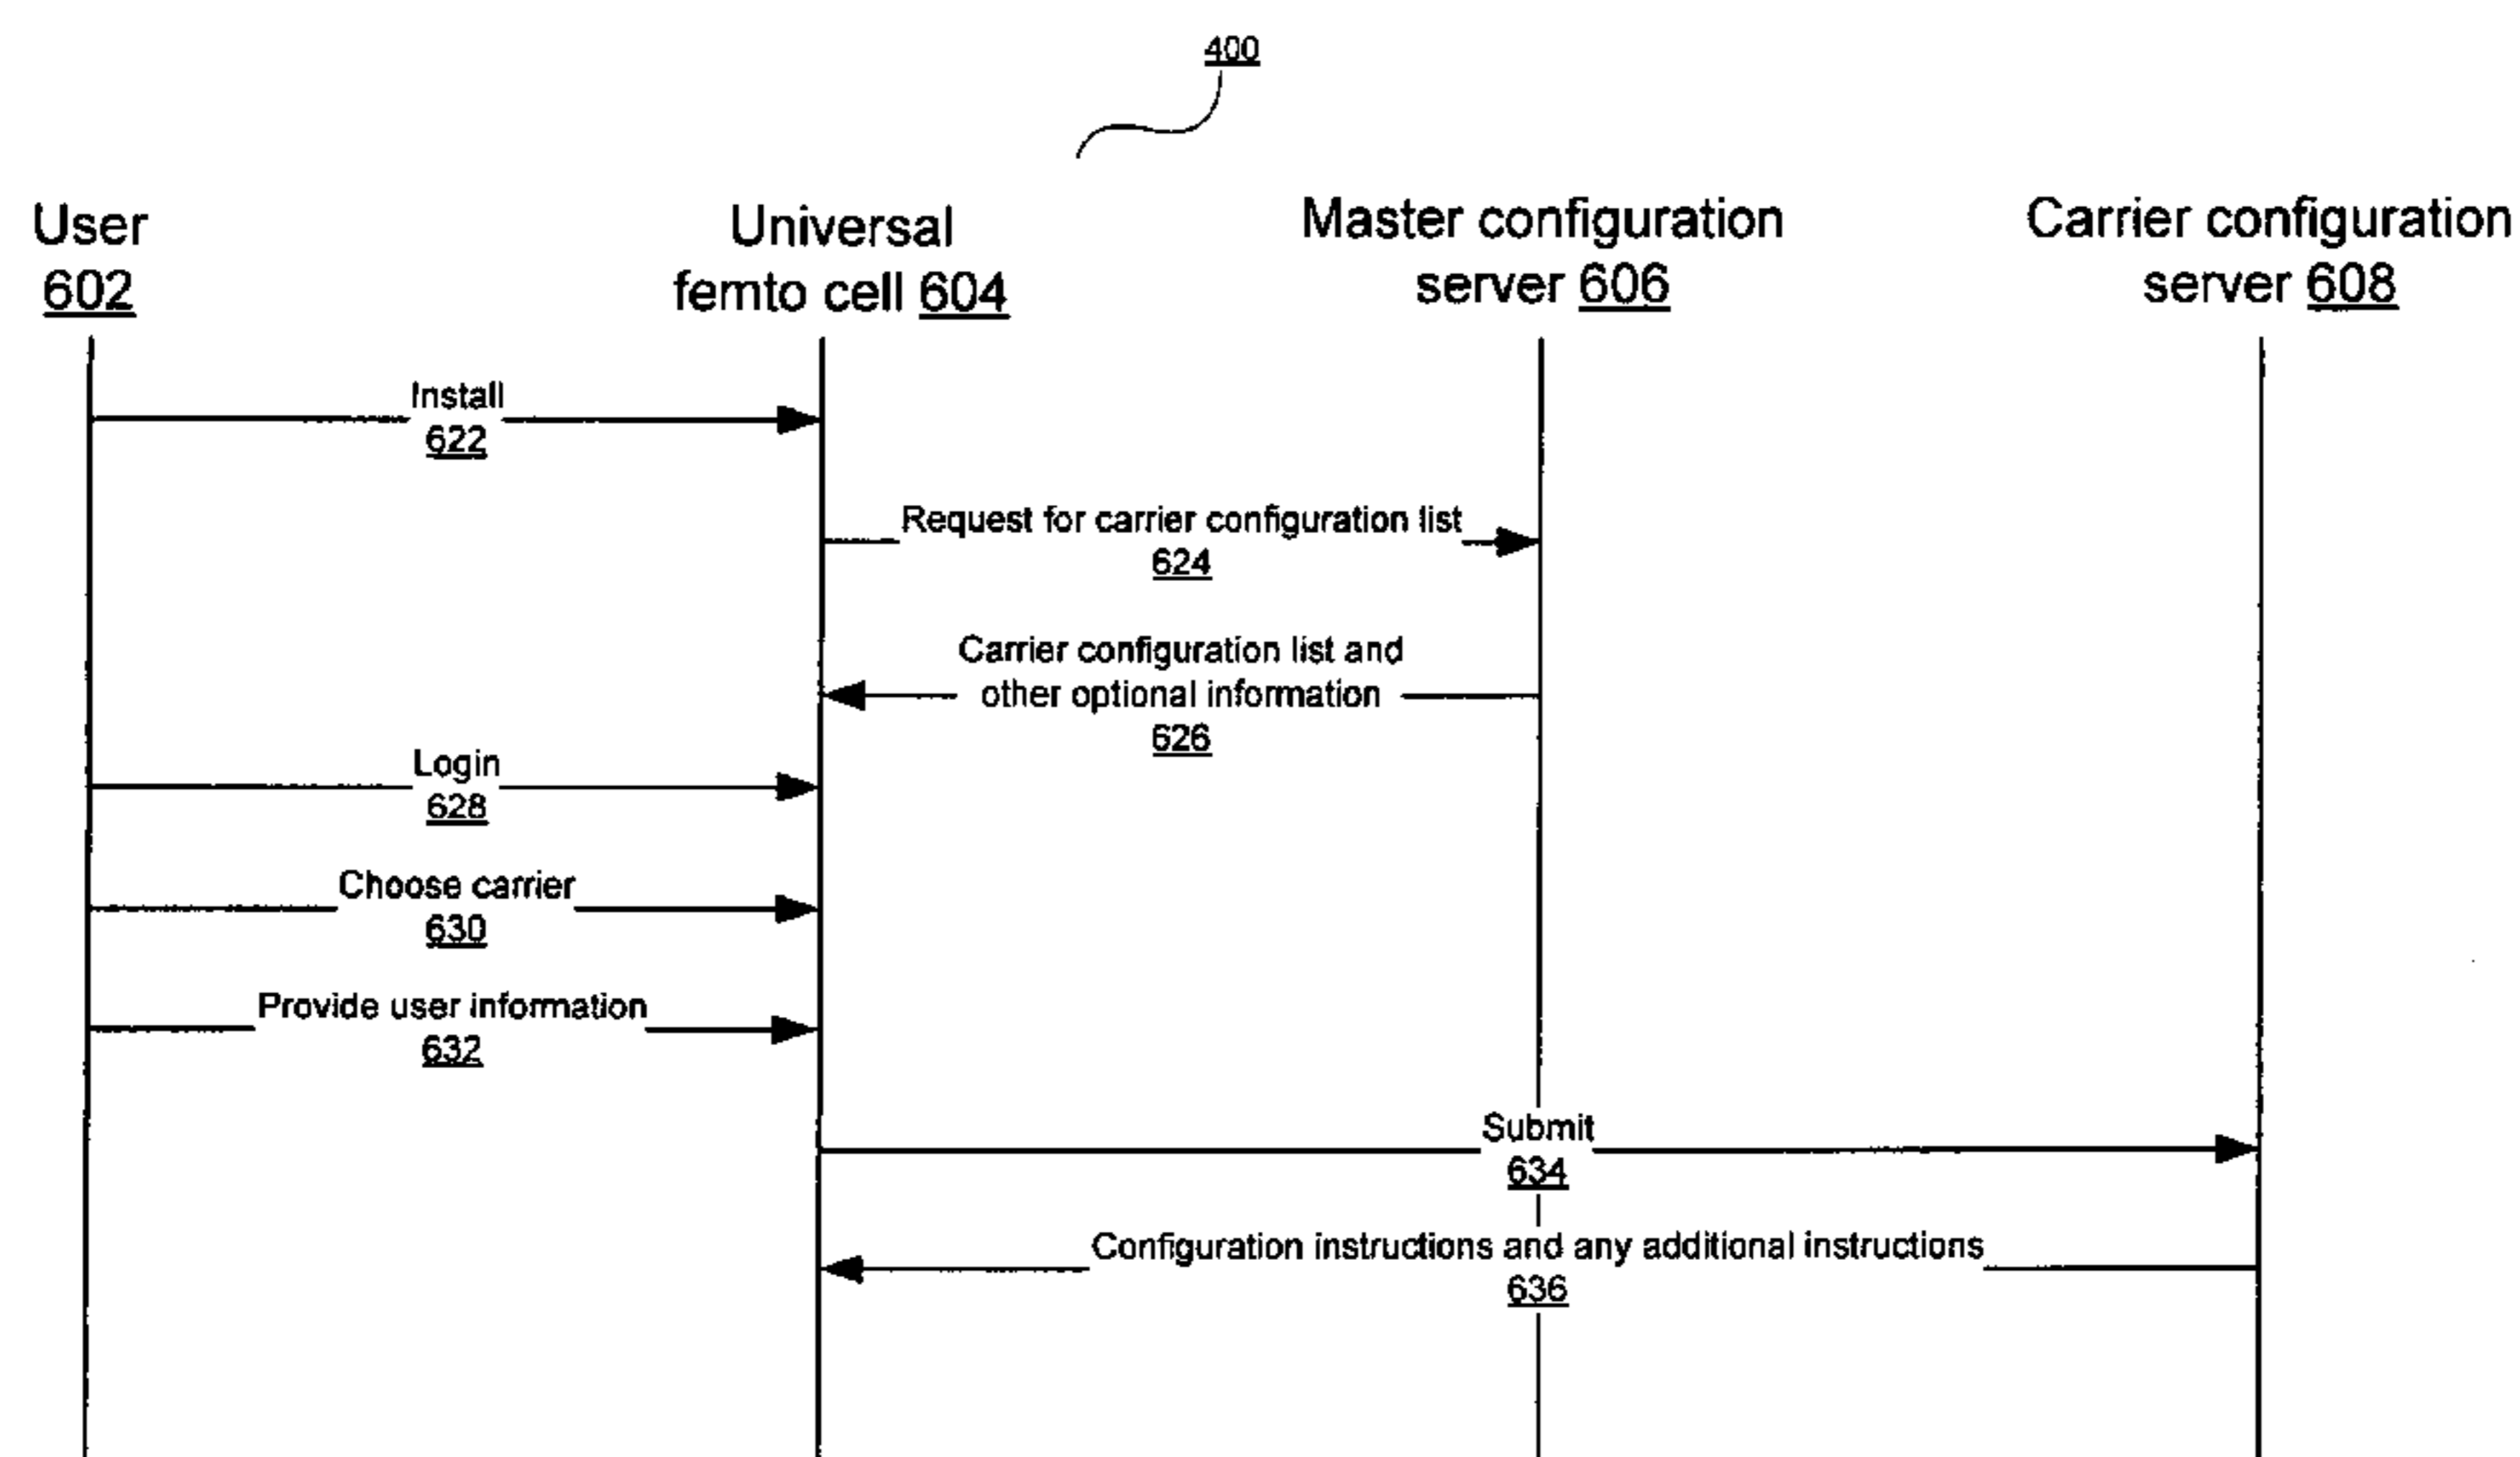 400
User
602
Universal
femto cell 604
Master configuration
server 606
Carrier configuration
server 608
Install
622
Request for carrier configuration list
624
Carrier configuration list and
other optional information
626
Login
628
Choose carrier
630
Provide user information
632
Submit
634
Configuration instructions and any additional instructions
636